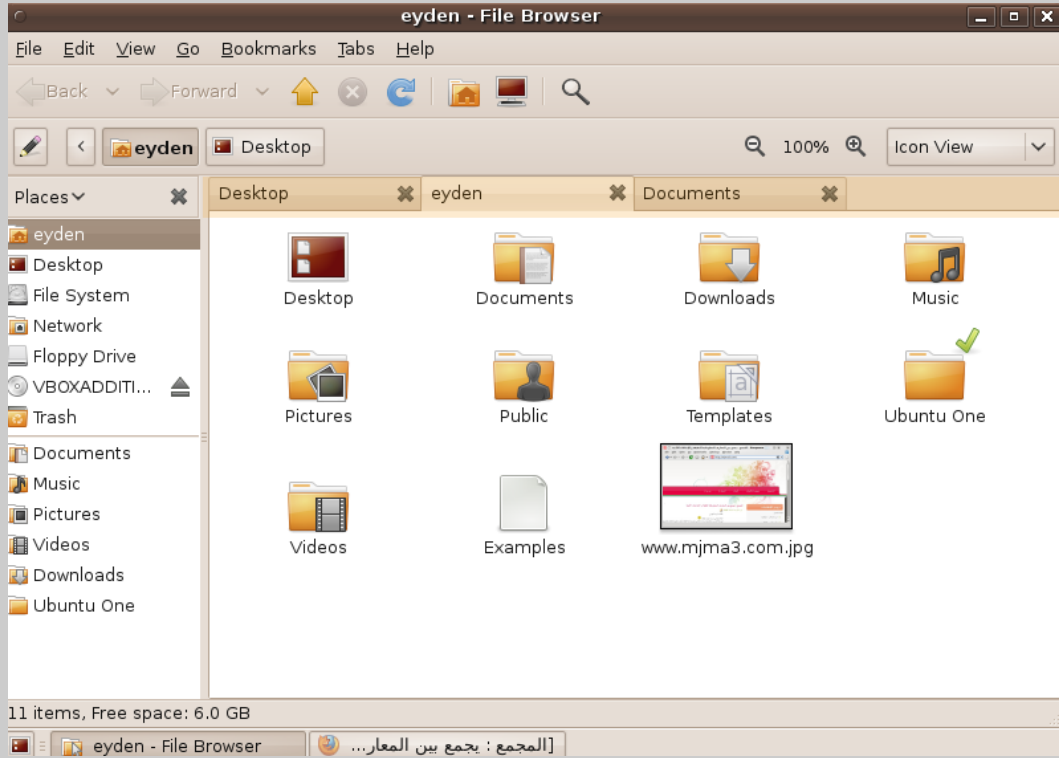 eyden - File Browser
File Edit View Go Bookmarks Tabs Help
Back Forward
eyden Desktop 100% Icon View
Places
Desktop eyden Documents
eyden
Desktop
File System
Network
Floppy Drive
VBOXADDITI...
Trash
Documents
Music
Pictures
Videos
Downloads
Ubuntu One
Desktop Documents Downloads Music
Pictures Public Templates Ubuntu One
Videos Examples www.mjma3.com.jpg
11 items, Free space: 6.0 GB
eyden - File Browser
[المجمع : يجمع بين المعار...